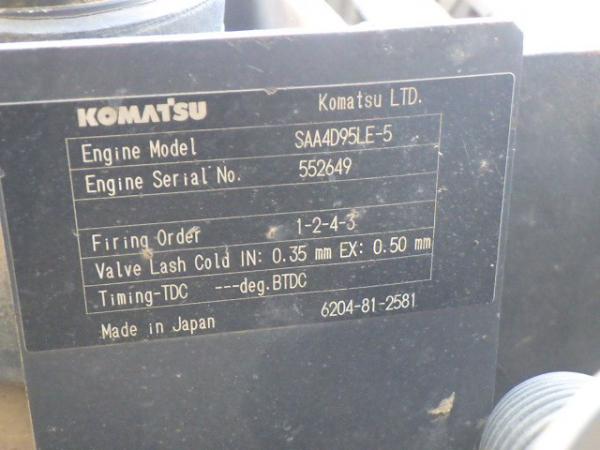 KOMATSU Komatsu LTD.
Engine Model SAA4D95LE-5
Engine Serial No. 552649
Firing Order 1-2-4-3
Valve Lash Cold IN: 0.35 mm EX: 0.50 mm
Timing-TDC ---deg.BTDC
Made in Japan 6204-81-2581